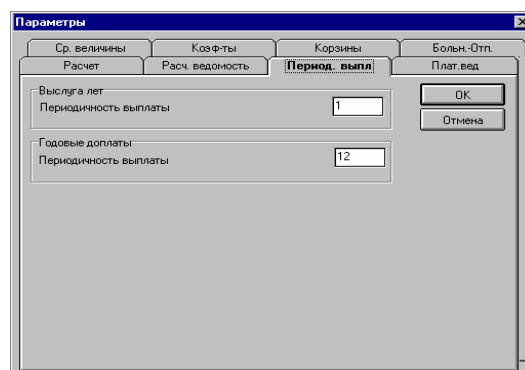 Параметры
Ср. величины Коэф-ты Корзины Больн.-Отп.
Расчет Расч. ведомость Период. выпл Плат.вед
Выслуга лет
Периодичность выплаты 1
OK
Отмена
Годовые доплаты
Периодичность выплаты 12